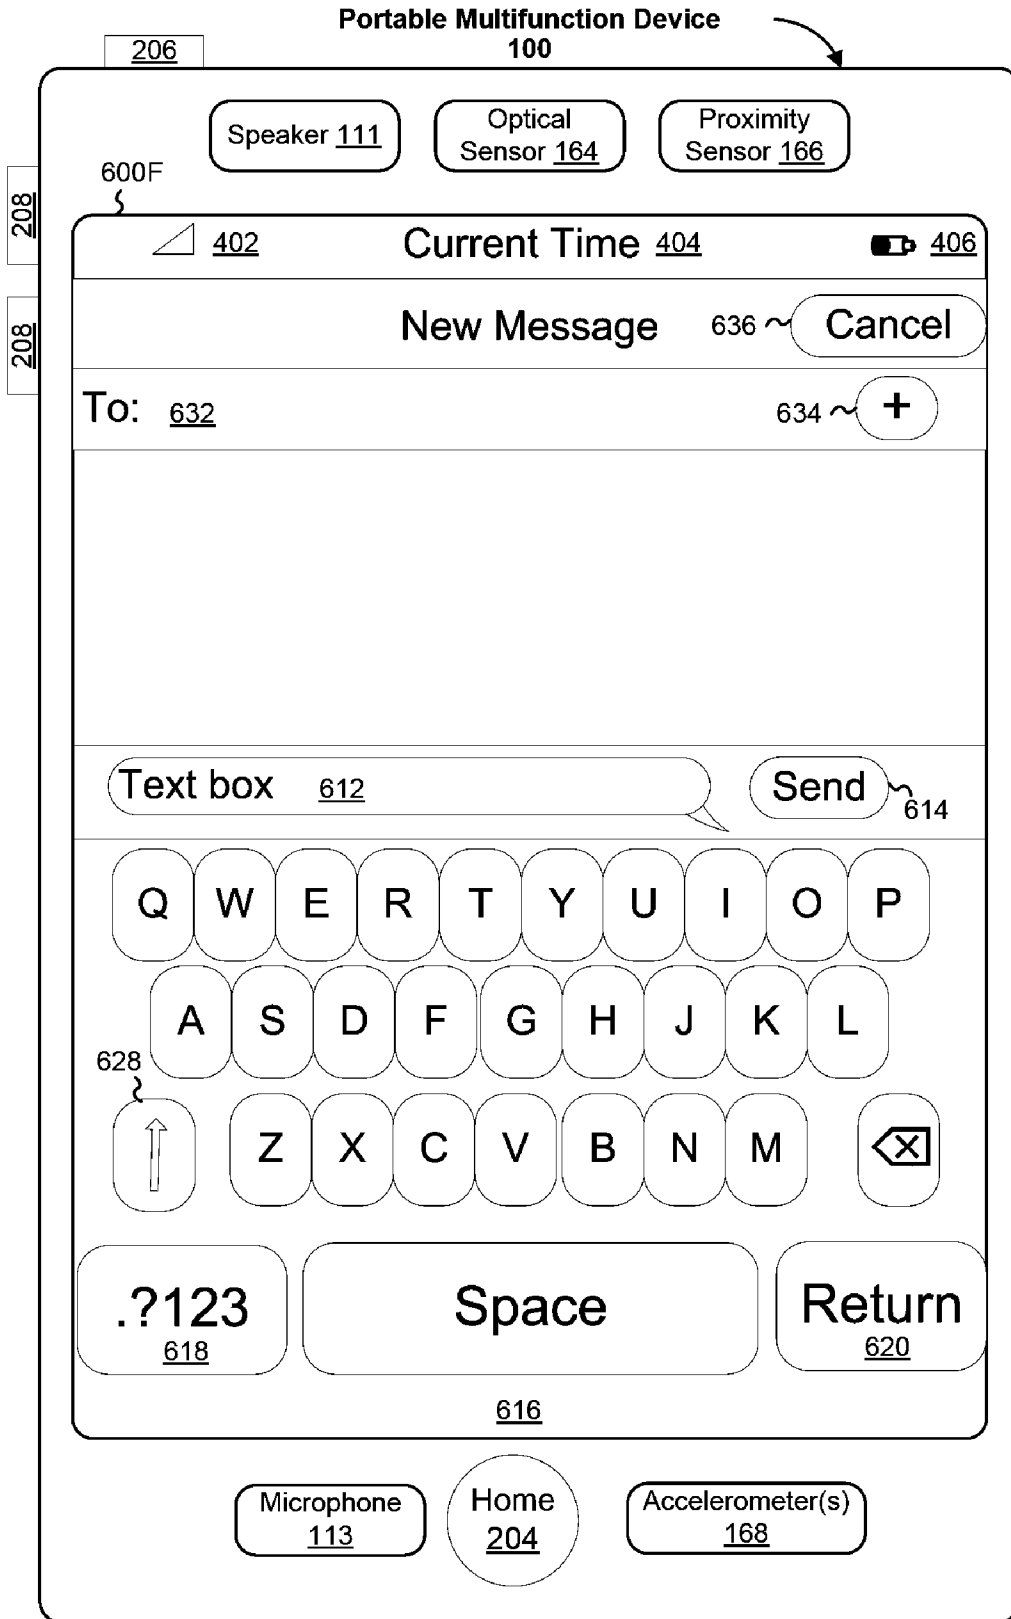 Portable Multifunction Device
100
206
Speaker 111
Optical
Sensor 164
Proximity
Sensor 166
600F
208
208
402
Current Time 404
406
New Message
636
Cancel
To: 632
634
+
Text box 612
Send
614
Q W E R T Y U I O P
A S D F G H J K L
628
Z X C V B N M
.?123
618
Space
Return
620
616
Microphone
113
Home
204
Accelerometer(s)
168